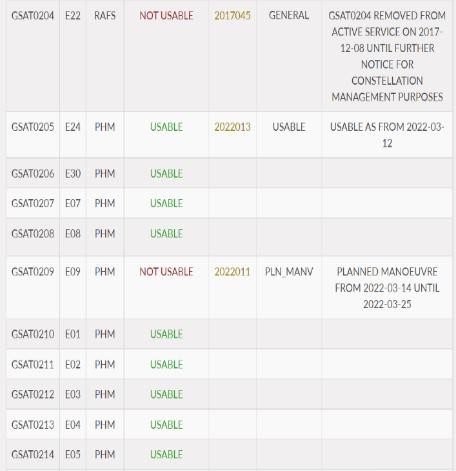 GSAT0204 E22 RAFS NOT USABLE 2017045 GENERAL GSAT0204 REMOVED FROM
ACTIVE SERVICE ON 2017-
12-08 UNTIL FURTHER
NOTICE FOR
CONSTELLATION
MANAGEMENT PURPOSES
GSAT0205 E24 PHM USABLE 2022013 USABLE USABLE AS FROM 2022-03-
12
GSAT0206 E30 PHM USABLE
GSAT0207 E07 PHM USABLE
GSAT0208 E08 PHM USABLE
GSAT0209 E09 PHM NOT USABLE 2022011 PLN_MANV PLANNED MANOEUVRE
FROM 2022-03-14 UNTIL
2022-03-25
GSAT0210 E01 PHM USABLE
GSAT0211 E02 PHM USABLE
GSAT0212 E03 PHM USABLE
GSAT0213 E04 PHM USABLE
GSAT0214 E05 PHM USABLE